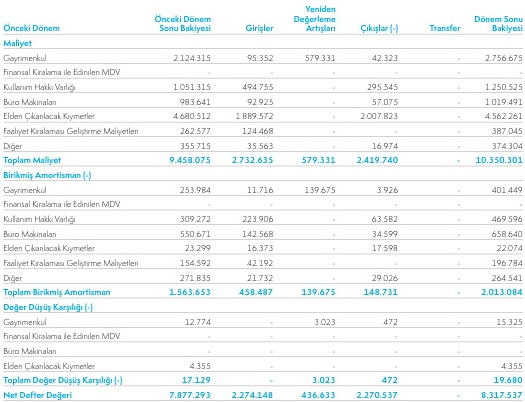 Önceki Dönem Önceki Dönem Sonu Bakiyesi Girişler Yeniden Değerleme Artışları Çıkışlar (-) Transfer Dönem Sonu Bakiyesi
Maliyet
Gayrimenkul 2.124.315 95.352 579.331 42.323 - 2.756.675
Finansal Kiralama ile Edinilen MDV - - - - - -
Kullanım Hakkı Varlığı 1.051.315 494.755 - 295.545 - 1.250.525
Büro Makinaları 983.641 92.925 - 57.075 - 1.019.491
Elden Çıkarılacak Kıymetler 4.680.512 1.889.572 - 2.007.823 - 4.562.261
Faaliyet Kiralaması Geliştirme Maliyetleri 262.577 124.468 - - - 387.045
Diğer 355.715 35.563 - 16.974 - 374.304
Toplam Maliyet 9.458.075 2.732.635 579.331 2.419.740 - 10.350.301
Birikmiş Amortisman (-)
Gayrimenkul 253.984 11.716 139.675 3.926 - 401.449
Finansal Kiralama ile Edinilen MDV - - - - - -
Kullanım Hakkı Varlığı 309.272 223.906 - 63.582 - 469.596
Büro Makinaları 550.671 142.568 - 34.599 - 658.640
Elden Çıkarılacak Kıymetler 23.299 16.373 - 17.598 - 22.074
Faaliyet Kiralaması Geliştirme Maliyetleri 154.592 42.192 - - - 196.784
Diğer 271.835 21.732 - 29.026 - 264.541
Toplam Birikmiş Amortisman 1.563.653 458.487 139.675 148.731 - 2.013.084
Değer Düşüş Karşılığı (-)
Gayrimenkul 12.774 - 3.023 472 - 15.325
Finansal Kiralama ile Edinilen MDV - - - - - -
Büro Makinaları - - - - - -
Elden Çıkarılacak Kıymetler 4.355 - - - - 4.355
Toplam Değer Düşüş Karşılığı (-) 17.129 - 3.023 472 - 19.680
Net Defter Değeri 7.877.293 2.274.148 436.633 2.270.537 - 8.317.537